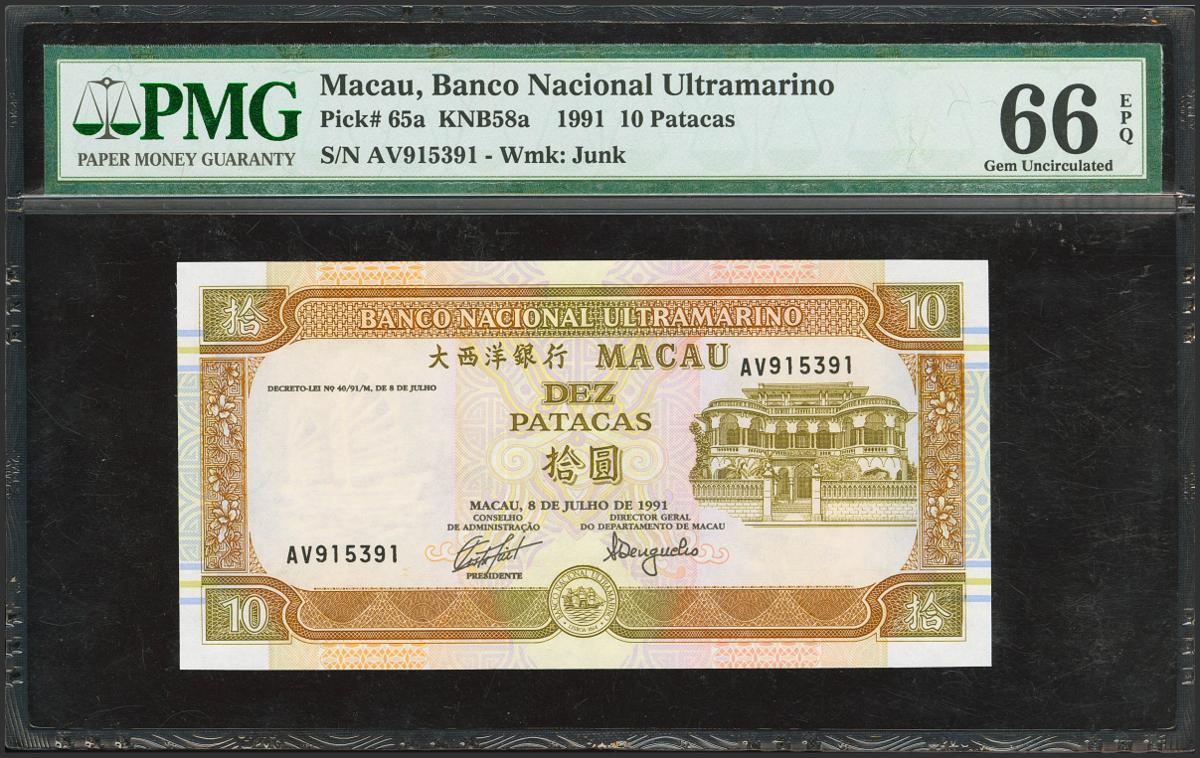 PMG
PAPER MONEY GUARANTY
Macau, Banco Nacional Ultramarino
Pick# 65a KNB58a 1991 10 Patacas
S/N AV915391 - Wmk: Junk
66
EPQ
Gem Uncirculated
拾
10
BANCO NACIONAL ULTRAMARINO
大西洋銀行 MACAU
AV915391
DECRETO-LEI Nº 40/91/M, DE 8 DE JULHO
DEZ
PATACAS
拾圓
MACAU, 8 DE JULHO DE 1991
CONSELHO DE ADMINISTRAÇÃO
DIRECTOR GERAL DO DEPARTAMENTO DE MACAU
AV915391
PRESIDENTE
10
BANCO NACIONAL ULTRAMARINO
拾